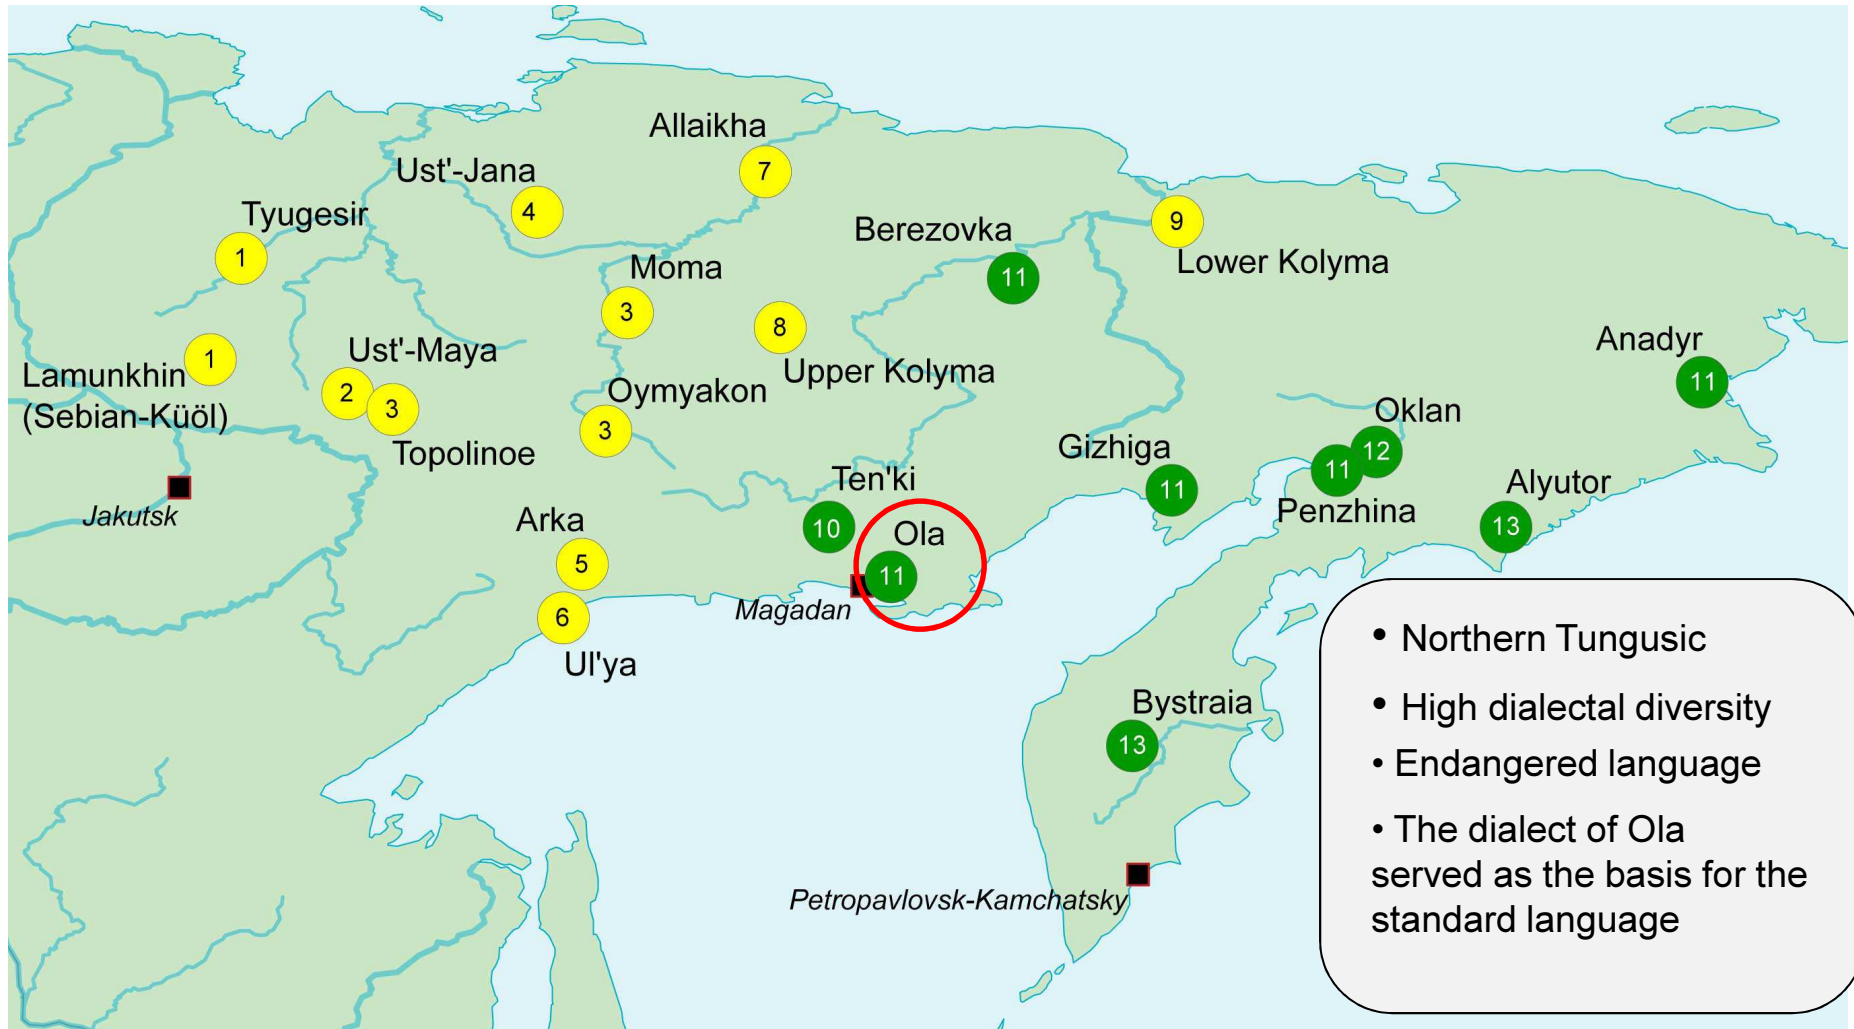 Allaikha
7
Ust'-Jana
4
Tyugesir
1
Berezovka
11
9
Lower Kolyma
Moma
3
8
Upper Kolyma
Anadyr
11
Lamunkhin
(Sebian-Küöl)
1
Ust'-Maya
2
3
Topolinoe
Oymyakon
3
Oklan
12
Gizhiga
11
11
Penzhina
Alyutor
13
Jakutsk
Ten'ki
10
Arka
5
Ola
11
Magadan
6
Ul'ya
Bystraia
13
Petropavlovsk-Kamchatsky
• Northern Tungusic
• High dialectal diversity
• Endangered language
• The dialect of Ola
served as the basis for the
standard language